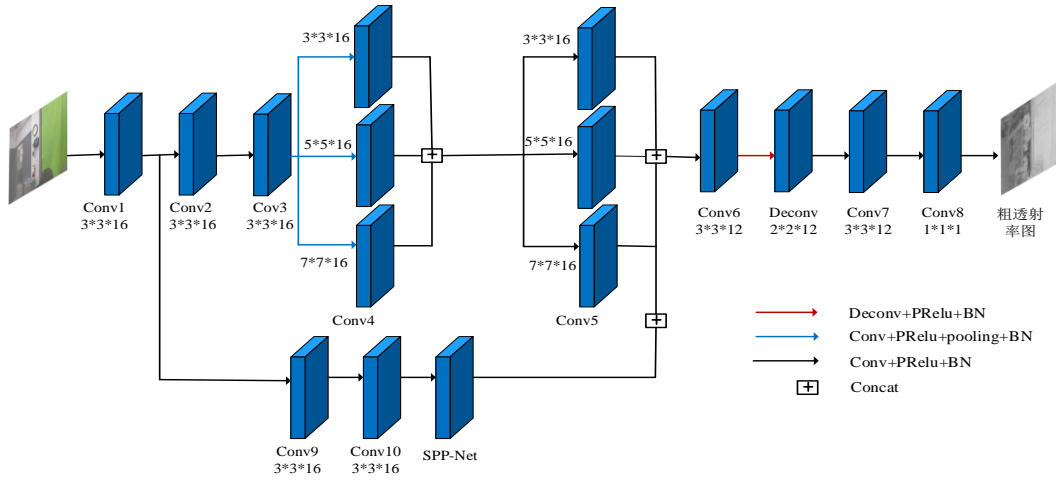 3*3*16
3*3*16
5*5*16
5*5*16
Conv1
3*3*16
Conv2
3*3*16
Cov3
3*3*16
7*7*16
7*7*16
Conv4
Conv5
Conv6
3*3*12
Deconv
2*2*12
Conv7
3*3*12
Conv8
1*1*1
粗透射
率图
Conv9
3*3*16
Conv10
3*3*16
SPP-Net
Deconv+PRelu+BN
Conv+PRelu+pooling+BN
Conv+PRelu+BN
Concat